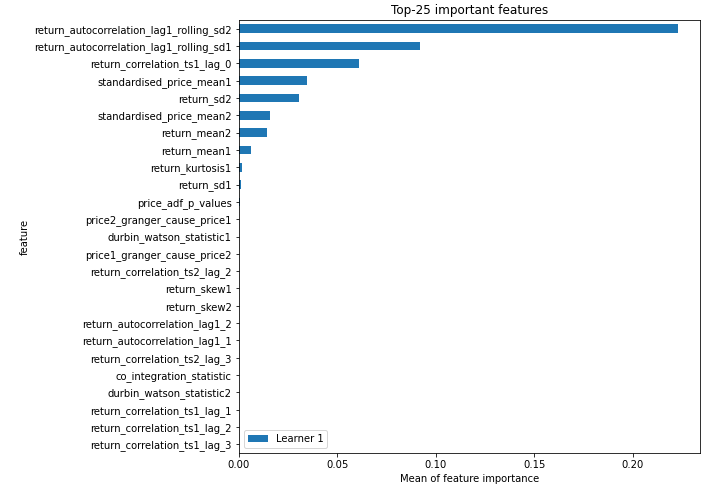 Top-25 important features
return_autocorrelation_lag1_rolling_sd2
return_autocorrelation_lag1_rolling_sd1
return_correlation_ts1_lag_0
standardised_price_mean1
return_sd2
standardised_price_mean2
return_mean2
return_mean1
return_kurtosis1
return_sd1
price_adf_p_values
price2_granger_cause_price1
durbin_watson_statistic1
price1_granger_cause_price2
return_correlation_ts2_lag_2
return_skew1
return_skew2
return_autocorrelation_lag1_2
return_autocorrelation_lag1_1
return_correlation_ts2_lag_3
co_integration_statistic
durbin_watson_statistic2
return_correlation_ts1_lag_1
return_correlation_ts1_lag_2
return_correlation_ts1_lag_3
feature
Learner 1
0.00 0.05 0.10 0.15 0.20
Mean of feature importance